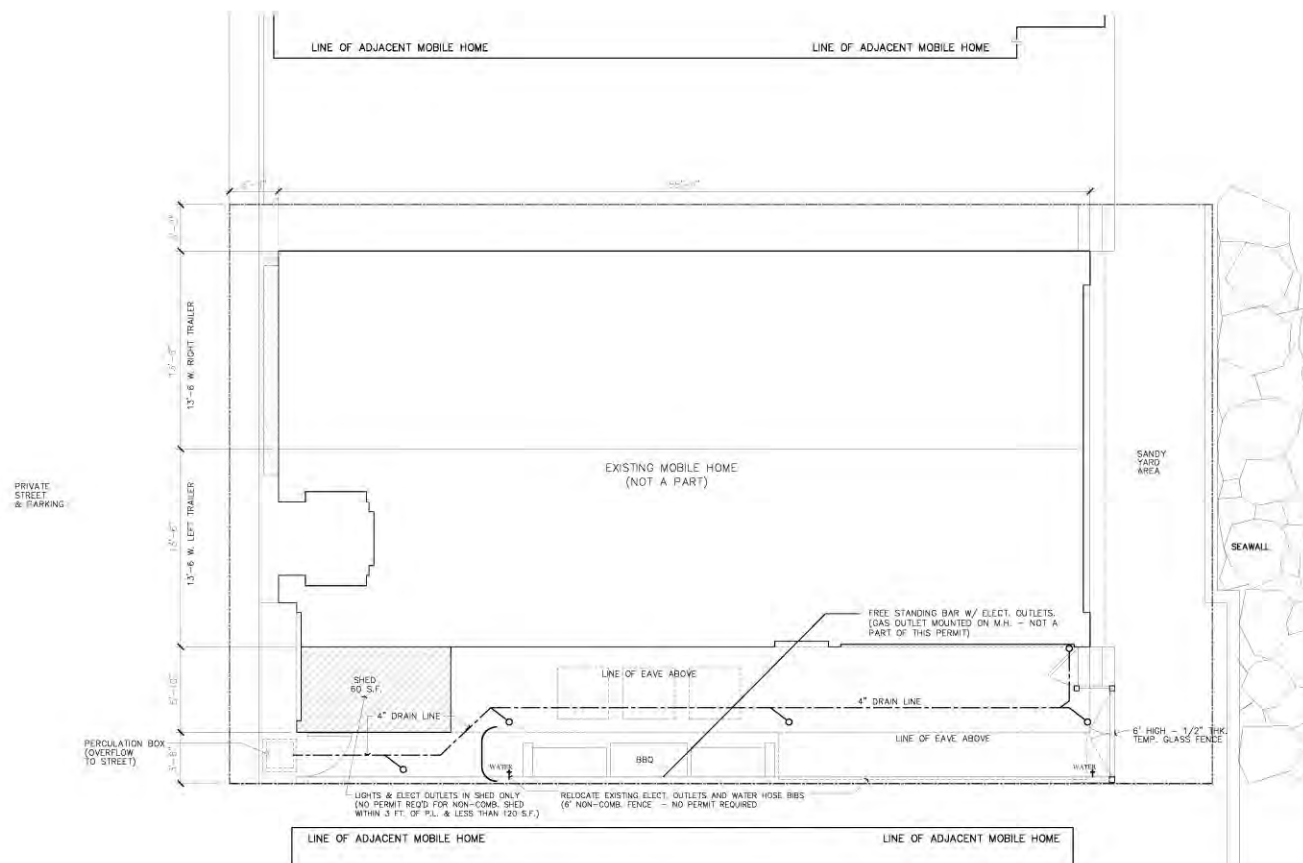 LINE OF ADJACENT MOBILE HOME
LINE OF ADJACENT MOBILE HOME
13'-6 W. RIGHT TRAILER
13'-6 W. LEFT TRAILER
PRIVATE
STREET
& PARKING
EXISTING MOBILE HOME
(NOT A PART)
SANDY
YARD
AREA
SEAWALL
FREE STANDING BAR W/ ELECT. OUTLETS.
(GAS OUTLET MOUNTED ON M.H. - NOT A
PART OF THIS PERMIT)
SHED
60 S.F.
LINE OF EAVE ABOVE
4" DRAIN LINE
4" DRAIN LINE
PERCULATION BOX
(OVERFLOW
TO STREET)
LINE OF EAVE ABOVE
6' HIGH - 1/2" THK.
TEMP. GLASS FENCE
WATER
BBQ
WATER
LIGHTS & ELECT OUTLETS IN SHED ONLY
(NO PERMIT REQ'D FOR NON-COMB. SHED
WITHIN 3 FT. OF P.L. & LESS THAN 120 S.F.)
RELOCATE EXISTING ELECT. OUTLETS AND WATER HOSE BIBS
(6' NON-COMB. FENCE - NO PERMIT REQUIRED
LINE OF ADJACENT MOBILE HOME
LINE OF ADJACENT MOBILE HOME